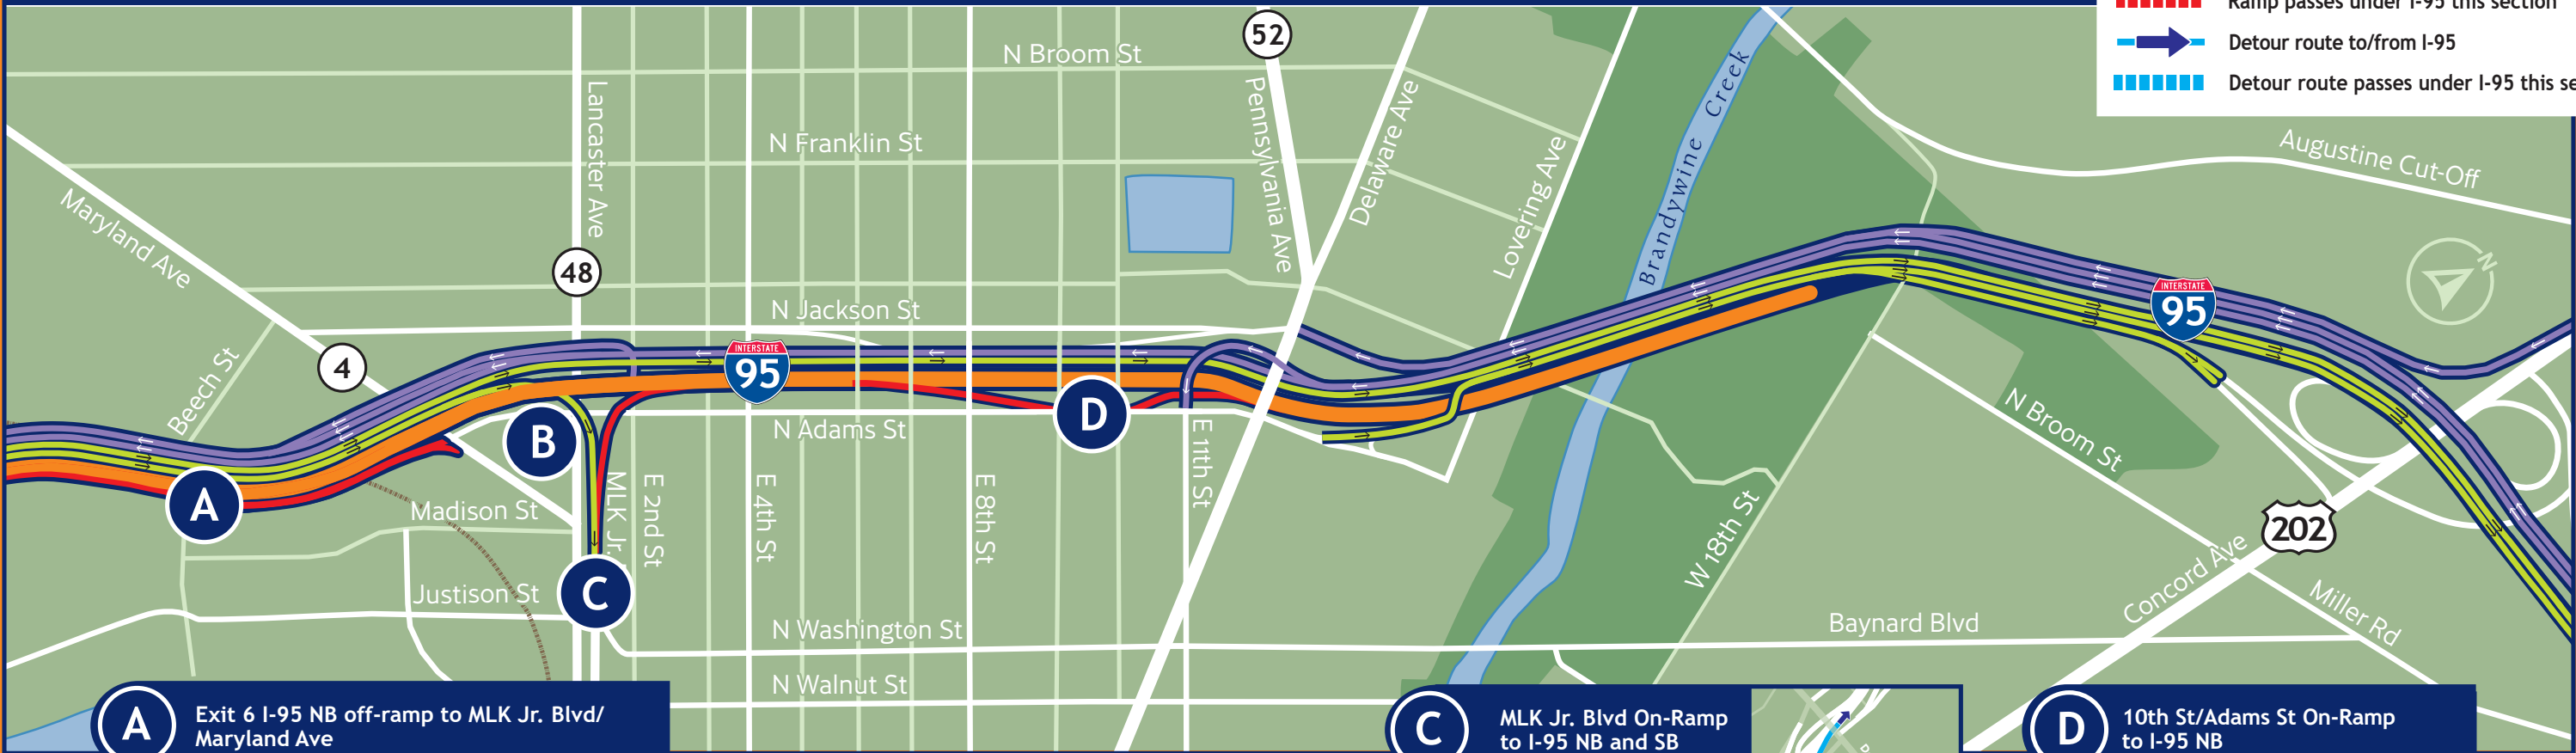 Ramp passes under I-95 this section
Detour route to/from I-95
Detour route passes under I-95 this se
52
N Broom St
Lancaster Ave
Pennsylvania Ave
Delaware Ave
Lovering Ave
Brandywine Creek
Augustine Cut-Off
N Franklin St
Maryland Ave
48
N Jackson St
N
INTERSTATE
95
INTERSTATE
95
4
Beech St
N Adams St
A
B
C
D
E 11th St
MLK Jr.
E 2nd St
E 4th St
E 8th St
Madison St
Justison St
N Broom St
W 18th St
202
Concord Ave
Miller Rd
Baynard Blvd
N Washington St
N Walnut St
A
Exit 6 I-95 NB off-ramp to MLK Jr. Blvd/
Maryland Ave
C
MLK Jr. Blvd On-Ramp
to I-95 NB and SB
D
10th St/Adams St On-Ramp
to I-95 NB